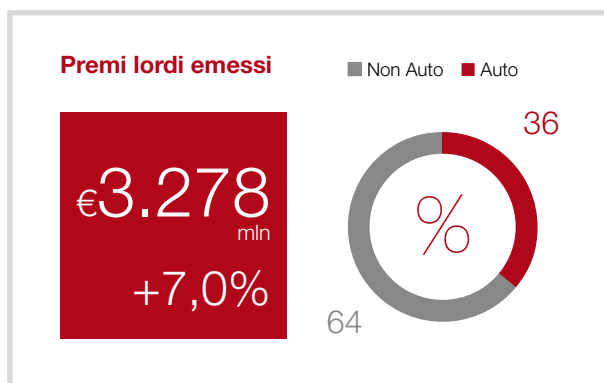 Premi lordi emessi
Non Auto
Auto
€3.278
mln
+7,0%
36
%
64